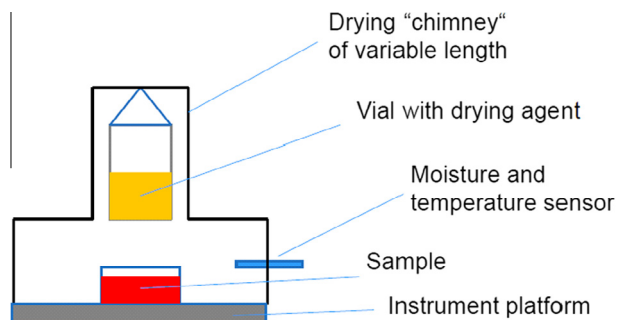 Drying “chimney“
of variable length
Vial with drying agent
Moisture and
temperature sensor
Sample
Instrument platform